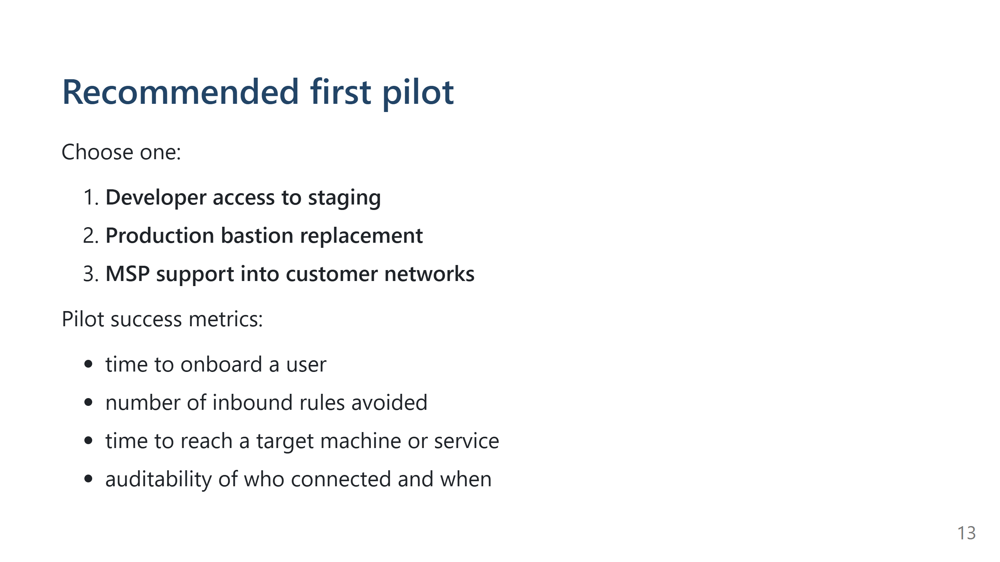 Recommended first pilot
Choose one:
1. Developer access to staging
2. Production bastion replacement
3. MSP support into customer networks
Pilot success metrics:
• time to onboard a user
• number of inbound rules avoided
• time to reach a target machine or service
• auditability of who connected and when
13